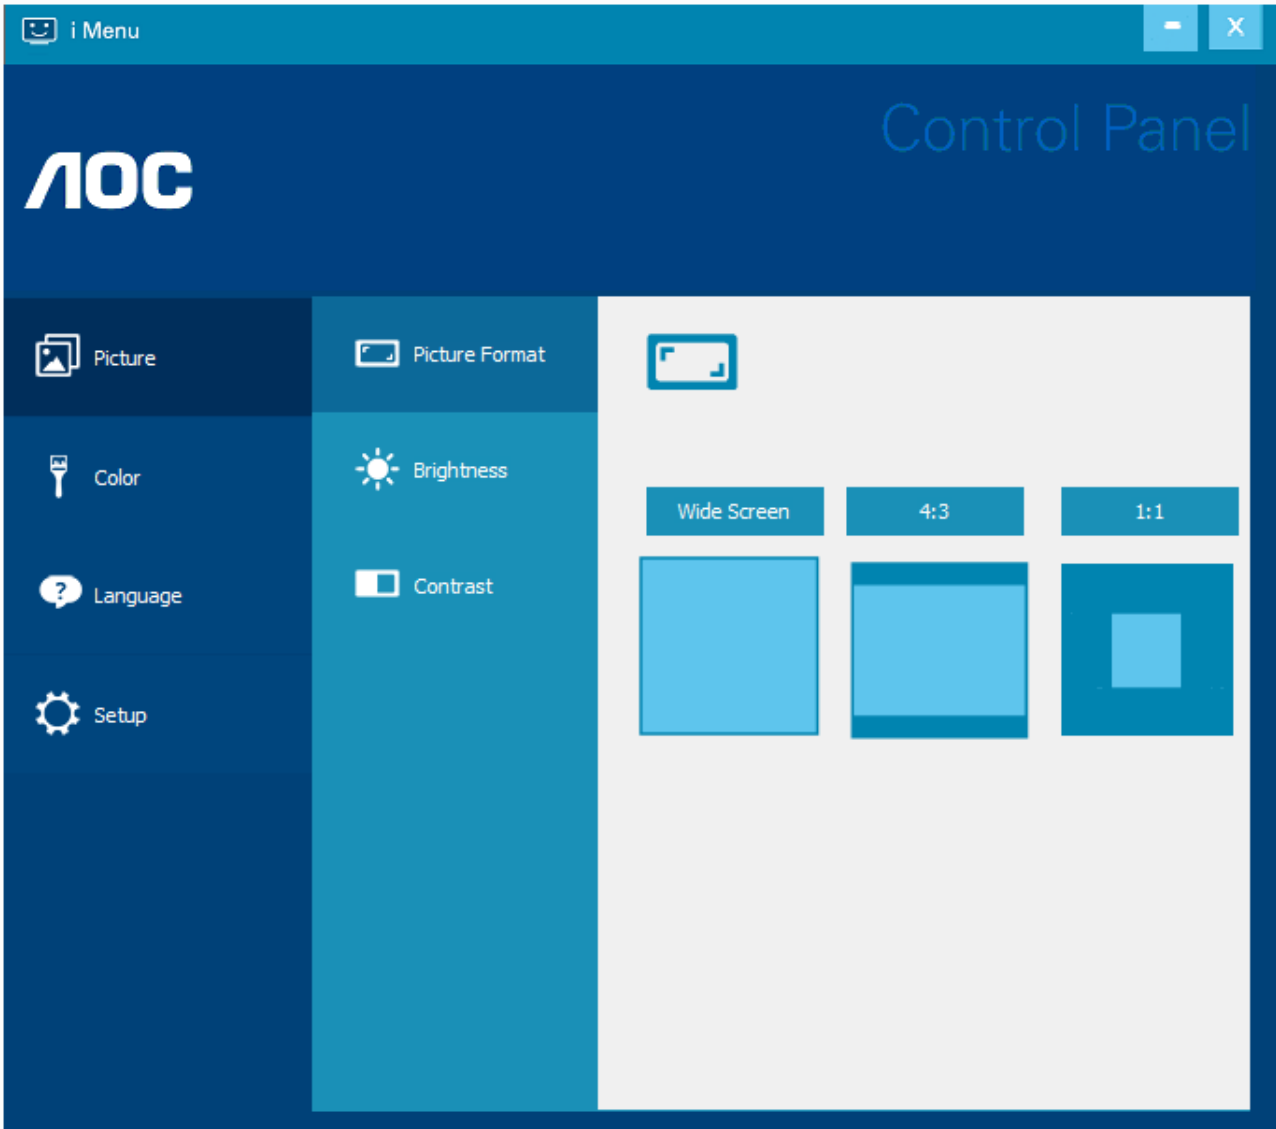 i Menu
- X
Control Panel
AOC
Picture
Color
Language
Setup
Picture Format
Brightness
Contrast
Wide Screen
4:3
1:1